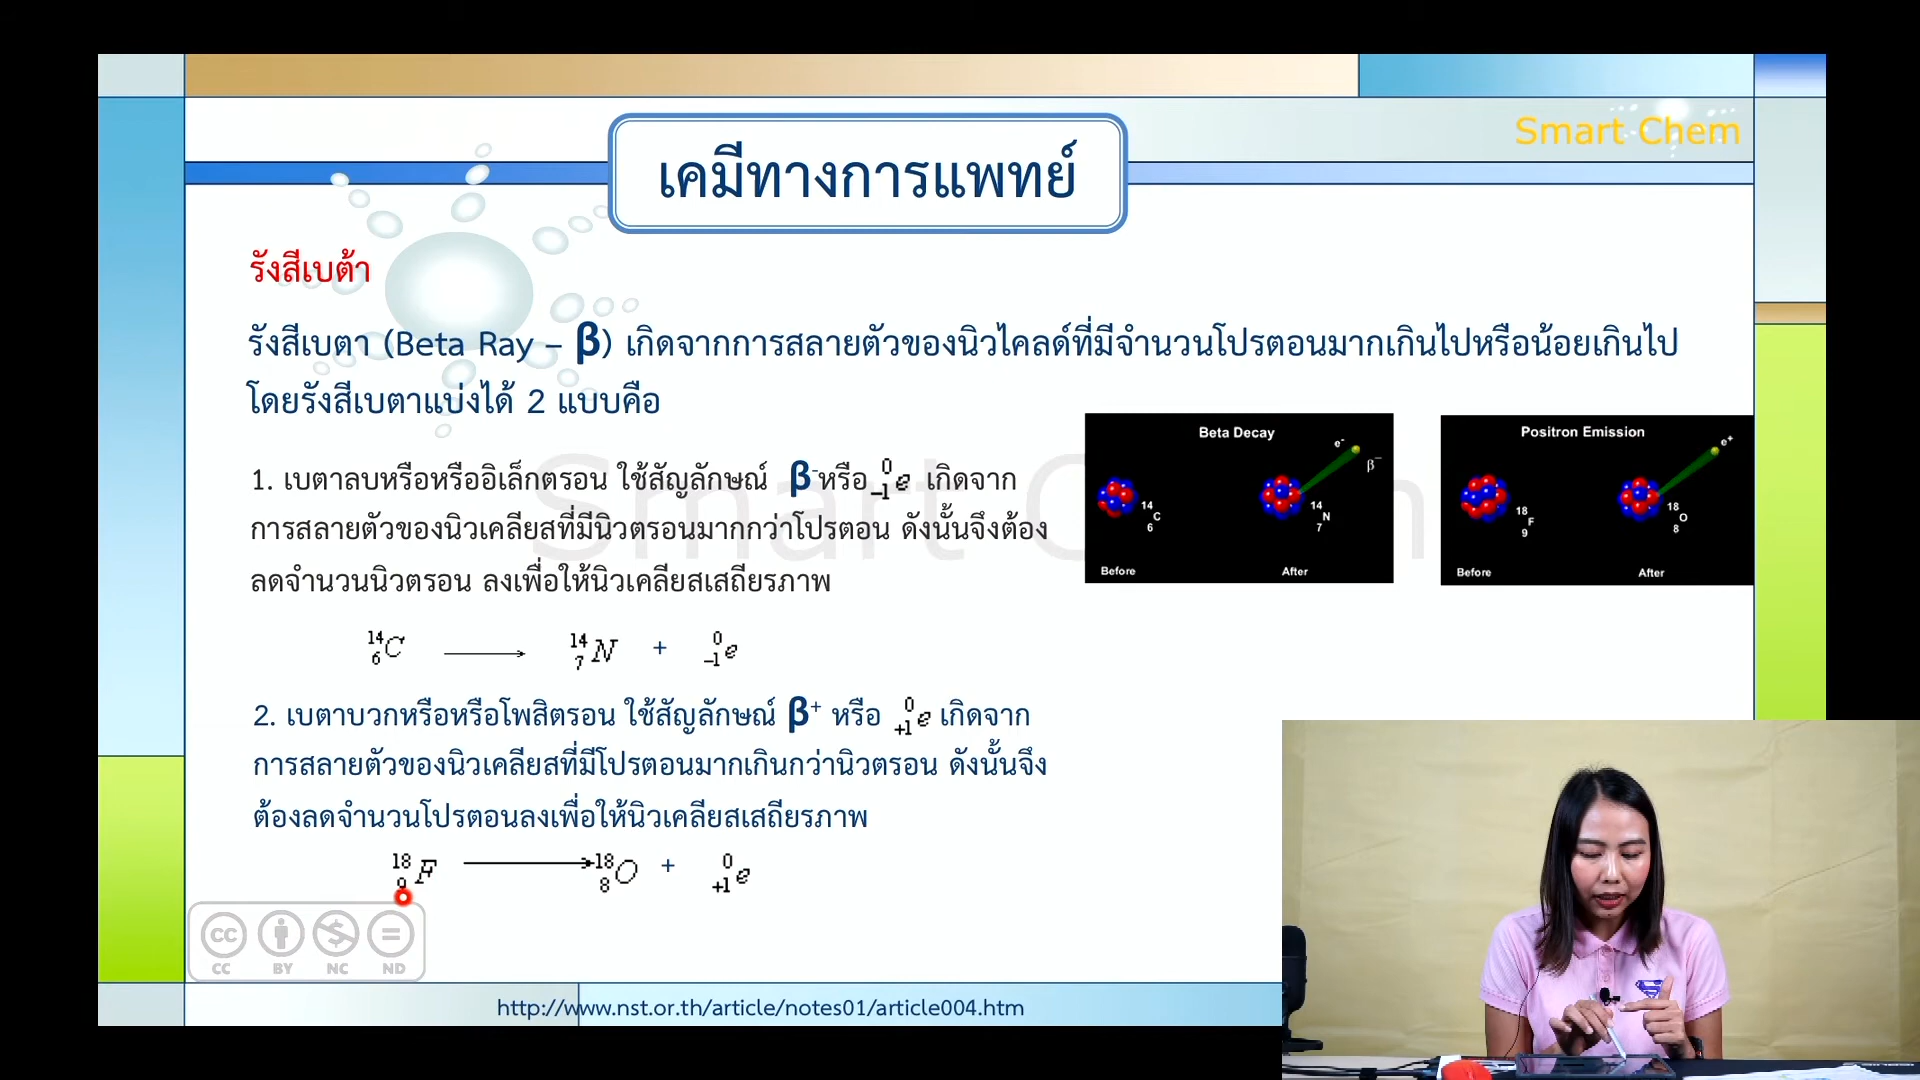 Smart Chem
เคมีทางการแพทย์
รังสีเบต้า
รังสีเบตา (Beta Ray – β) เกิดจากการสลายตัวของนิวไคลด์ที่มีจำนวนโปรตอนมากเกินไปหรือน้อยเกินไป
โดยรังสีเบตาแบ่งได้ 2 แบบคือ
1. เบตาลบหรือหรืออิเล็กตรอน ใช้สัญลักษณ์ β⁻หรือ ⁰₋₁e เกิดจาก
การสลายตัวของนิวเคลียสที่มีนิวตรอนมากกว่าโปรตอน ดังนั้นจึงต้อง
ลดจำนวนนิวตรอน ลงเพื่อให้นิวเคลียสเสถียรภาพ
¹⁴₆C ⟶ ¹⁴₇N + ⁰₋₁e
2. เบตาบวกหรือหรือโพสิตรอน ใช้สัญลักษณ์ β⁺ หรือ ⁰₊₁e เกิดจาก
การสลายตัวของนิวเคลียสที่มีโปรตอนมากเกินกว่านิวตรอน ดังนั้นจึง
ต้องลดจำนวนโปรตอนลงเพื่อให้นิวเคลียสเสถียรภาพ
¹⁸₉F ⟶ ¹⁸₈O + ⁰₊₁e
Beta Decay
e⁻
β⁻
¹⁴₆C
¹⁴₇N
Before After
Positron Emission
e⁺
¹⁸₉F
¹⁸₈O
Before After
Smart C
CC BY NC ND
http://www.nst.or.th/article/notes01/article004.htm